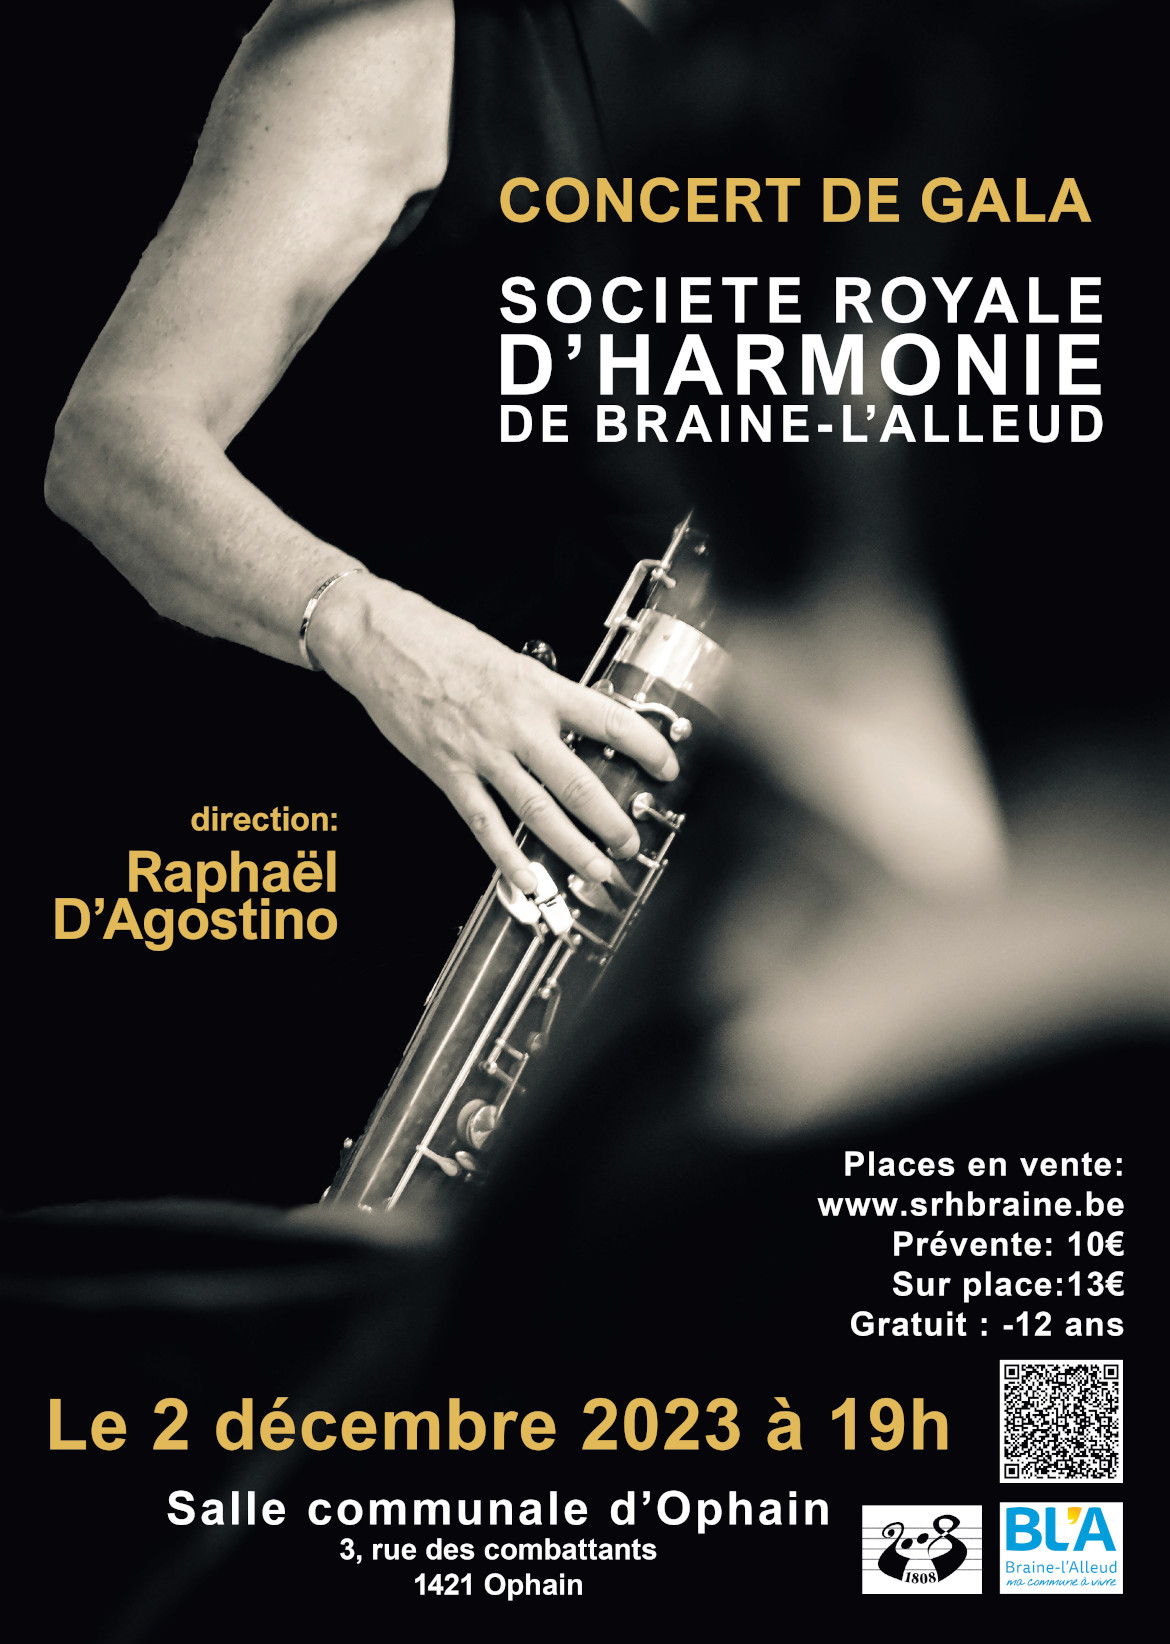 CONCERT DE GALA
SOCIETE ROYALE
D’HARMONIE
DE BRAINE-L’ALLEUD
direction:
Raphaël
D’Agostino
Places en vente:
www.srhbraine.be
Prévente: 10€
Sur place:13€
Gratuit : -12 ans
Le 2 décembre 2023 à 19h
Salle communale d’Ophain
3, rue des combattants
1421 Ophain
1808
BL’A
Braine-l’Alleud
ma commune à vivre